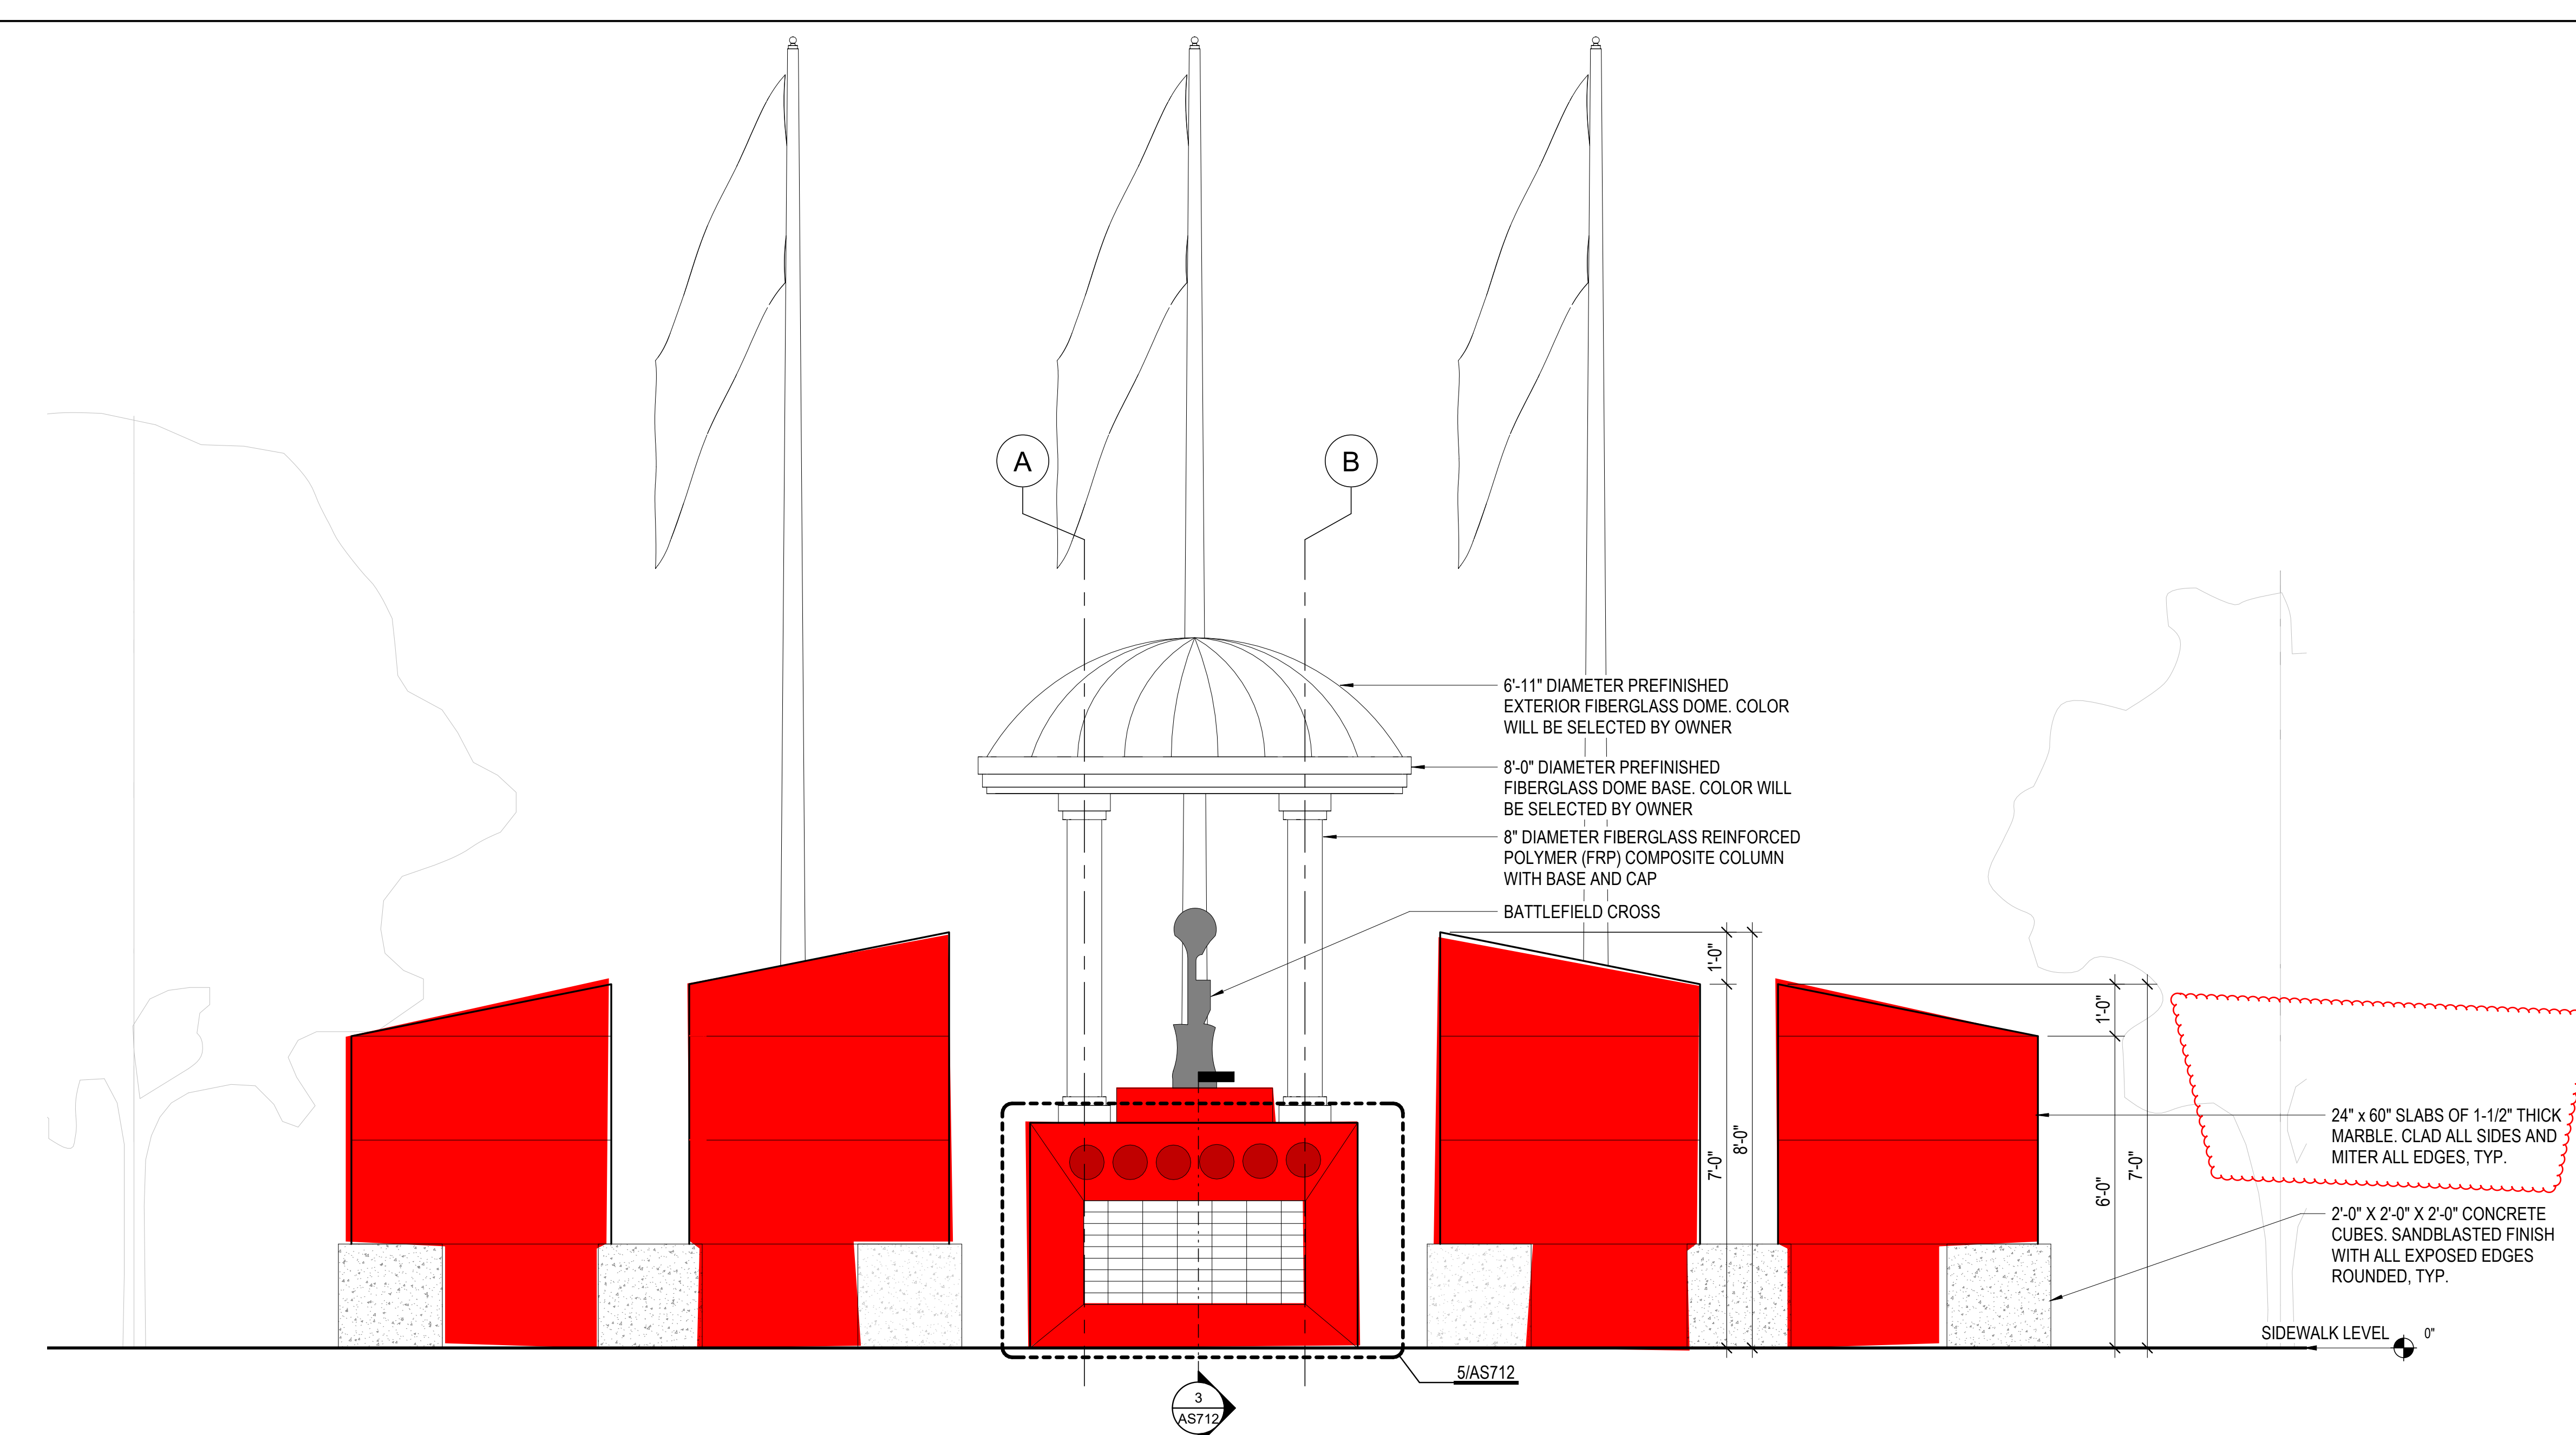 A
B
6'-11" DIAMETER PREFINISHED
EXTERIOR FIBERGLASS DOME. COLOR
WILL BE SELECTED BY OWNER
8'-0" DIAMETER PREFINISHED
FIBERGLASS DOME BASE. COLOR WILL
BE SELECTED BY OWNER
8" DIAMETER FIBERGLASS REINFORCED
POLYMER (FRP) COMPOSITE COLUMN
WITH BASE AND CAP
BATTLEFIELD CROSS
1'-0"
7'-0"
8'-0"
1'-0"
6'-0"
7'-0"
24" x 60" SLABS OF 1-1/2" THICK
MARBLE. CLAD ALL SIDES AND
MITER ALL EDGES, TYP.
2'-0" X 2'-0" X 2'-0" CONCRETE
CUBES. SANDBLASTED FINISH
WITH ALL EXPOSED EDGES
ROUNDED, TYP.
SIDEWALK LEVEL
0"
5/AS712
3
AS712